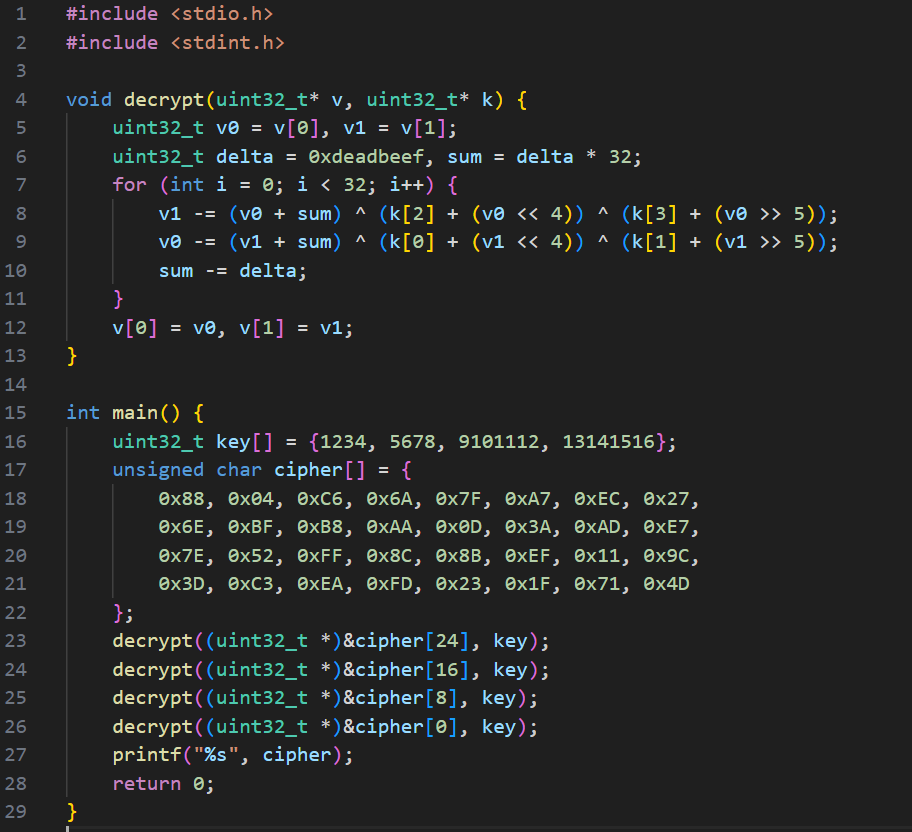 1 #include <stdio.h>
2 #include <stdint.h>
3
4 void decrypt(uint32_t* v, uint32_t* k) {
5     uint32_t v0 = v[0], v1 = v[1];
6     uint32_t delta = 0xdeadbeef, sum = delta * 32;
7     for (int i = 0; i < 32; i++) {
8         v1 -= (v0 + sum) ^ (k[2] + (v0 << 4)) ^ (k[3] + (v0 >> 5));
9         v0 -= (v1 + sum) ^ (k[0] + (v1 << 4)) ^ (k[1] + (v1 >> 5));
10         sum -= delta;
11     }
12     v[0] = v0, v[1] = v1;
13 }
14
15 int main() {
16     uint32_t key[] = {1234, 5678, 9101112, 13141516};
17     unsigned char cipher[] = {
18         0x88, 0x04, 0xC6, 0x6A, 0x7F, 0xA7, 0xEC, 0x27,
19         0x6E, 0xBF, 0xB8, 0xAA, 0x0D, 0x3A, 0xAD, 0xE7,
20         0x7E, 0x52, 0xFF, 0x8C, 0x8B, 0xEF, 0x11, 0x9C,
21         0x3D, 0xC3, 0xEA, 0xFD, 0x23, 0x1F, 0x71, 0x4D
22     };
23     decrypt((uint32_t *)&cipher[24], key);
24     decrypt((uint32_t *)&cipher[16], key);
25     decrypt((uint32_t *)&cipher[8], key);
26     decrypt((uint32_t *)&cipher[0], key);
27     printf("%s", cipher);
28     return 0;
29 }